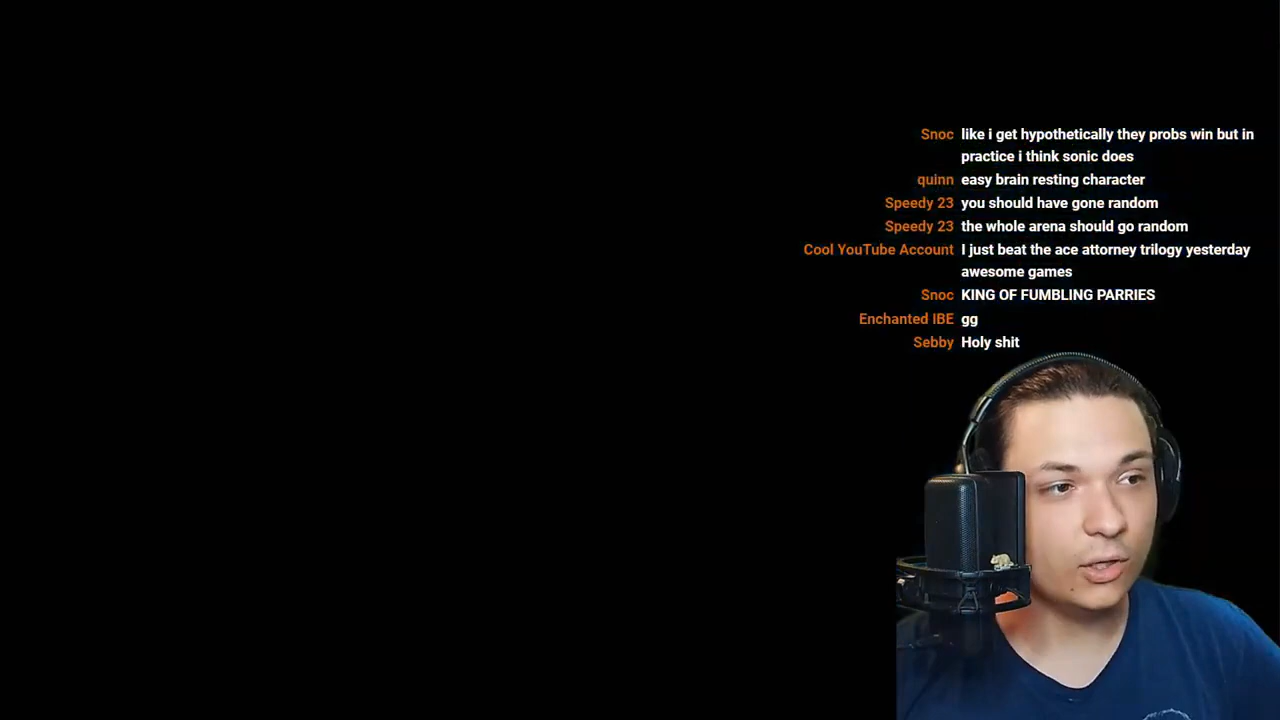 Snoc like i get hypothetically they probs win but in
practice i think sonic does
quinn easy brain resting character
Speedy 23 you should have gone random
Speedy 23 the whole arena should go random
Cool YouTube Account I just beat the ace attorney trilogy yesterday
awesome games
Snoc KING OF FUMBLING PARRIES
Enchanted IBE gg
Sebby Holy shit